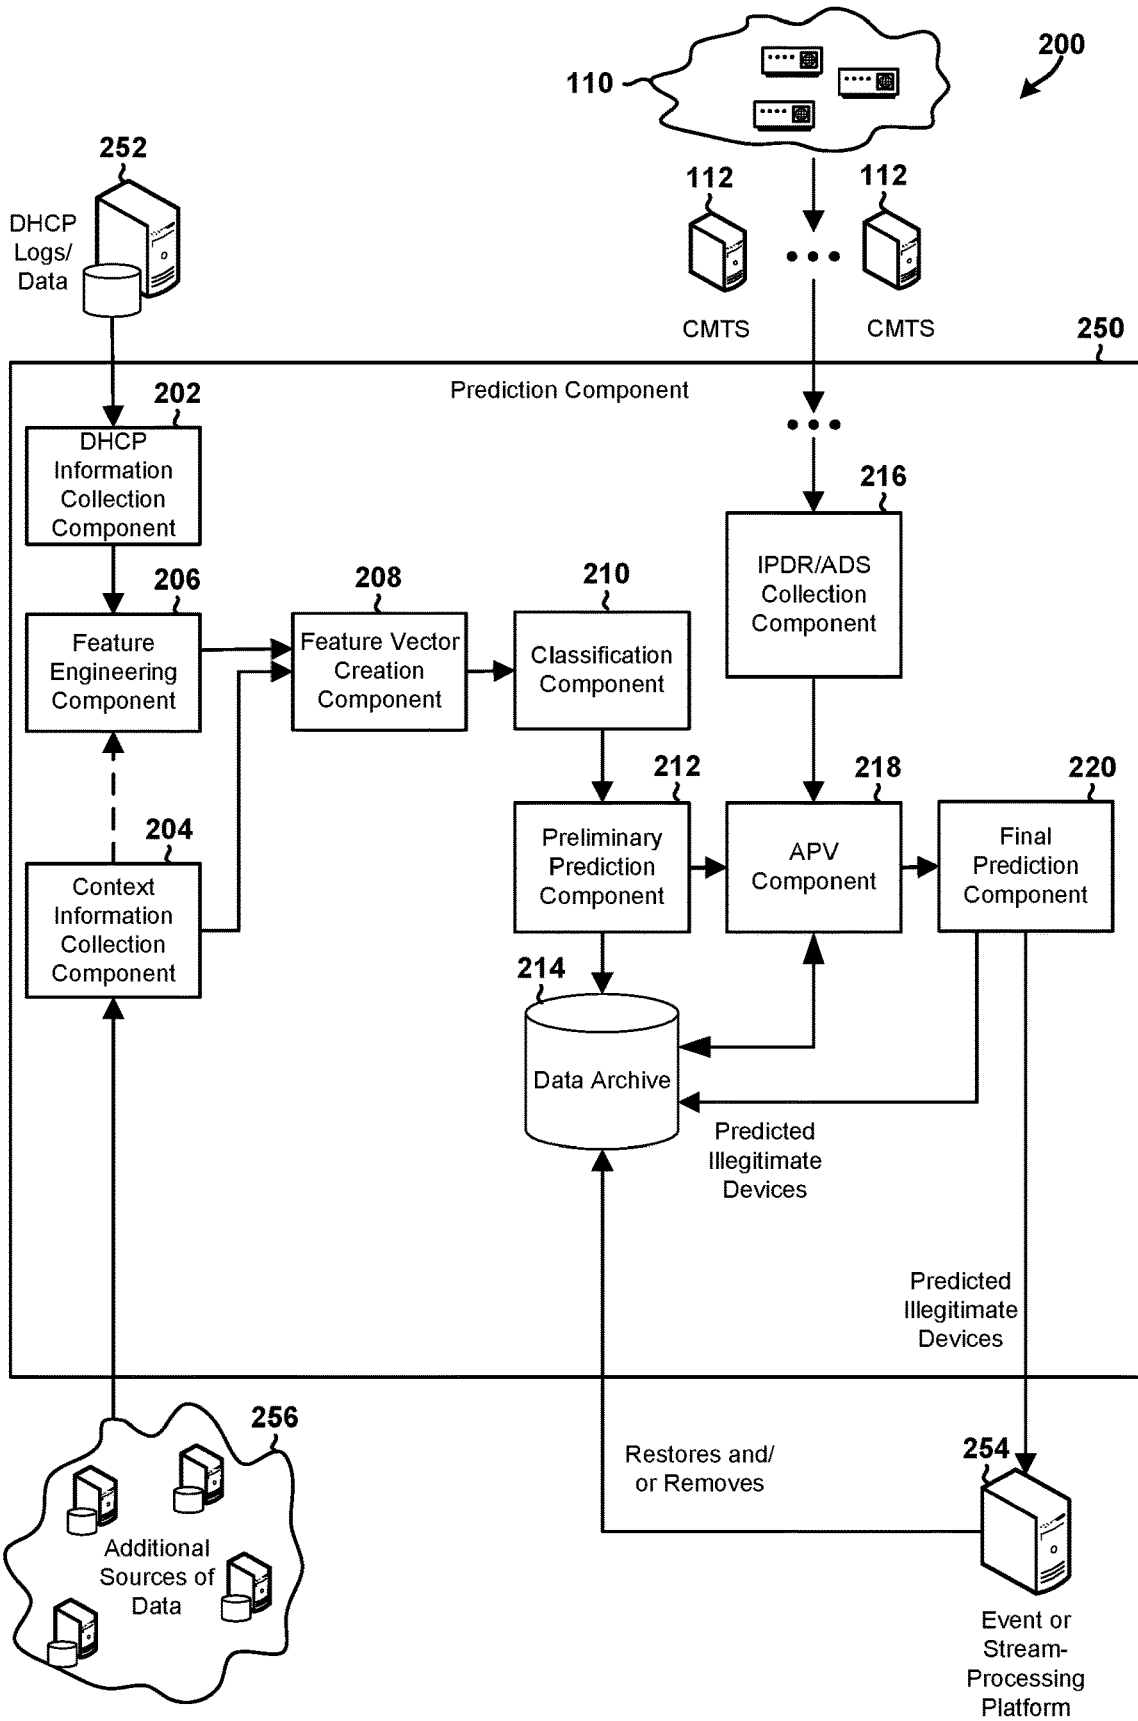 200
110
252
112
112
DHCP
Logs/
Data
CMTS
CMTS
250
Prediction Component
202
DHCP
Information
Collection
Component
216
IPDR/ADS
Collection
Component
206
Feature
Engineering
Component
208
Feature Vector
Creation
Component
210
Classification
Component
212
Preliminary
Prediction
Component
218
APV
Component
220
Final
Prediction
Component
204
Context
Information
Collection
Component
214
Data Archive
Predicted
Illegitimate
Devices
Predicted
Illegitimate
Devices
256
Additional
Sources of
Data
Restores and/
or Removes
254
Event or
Stream-
Processing
Platform